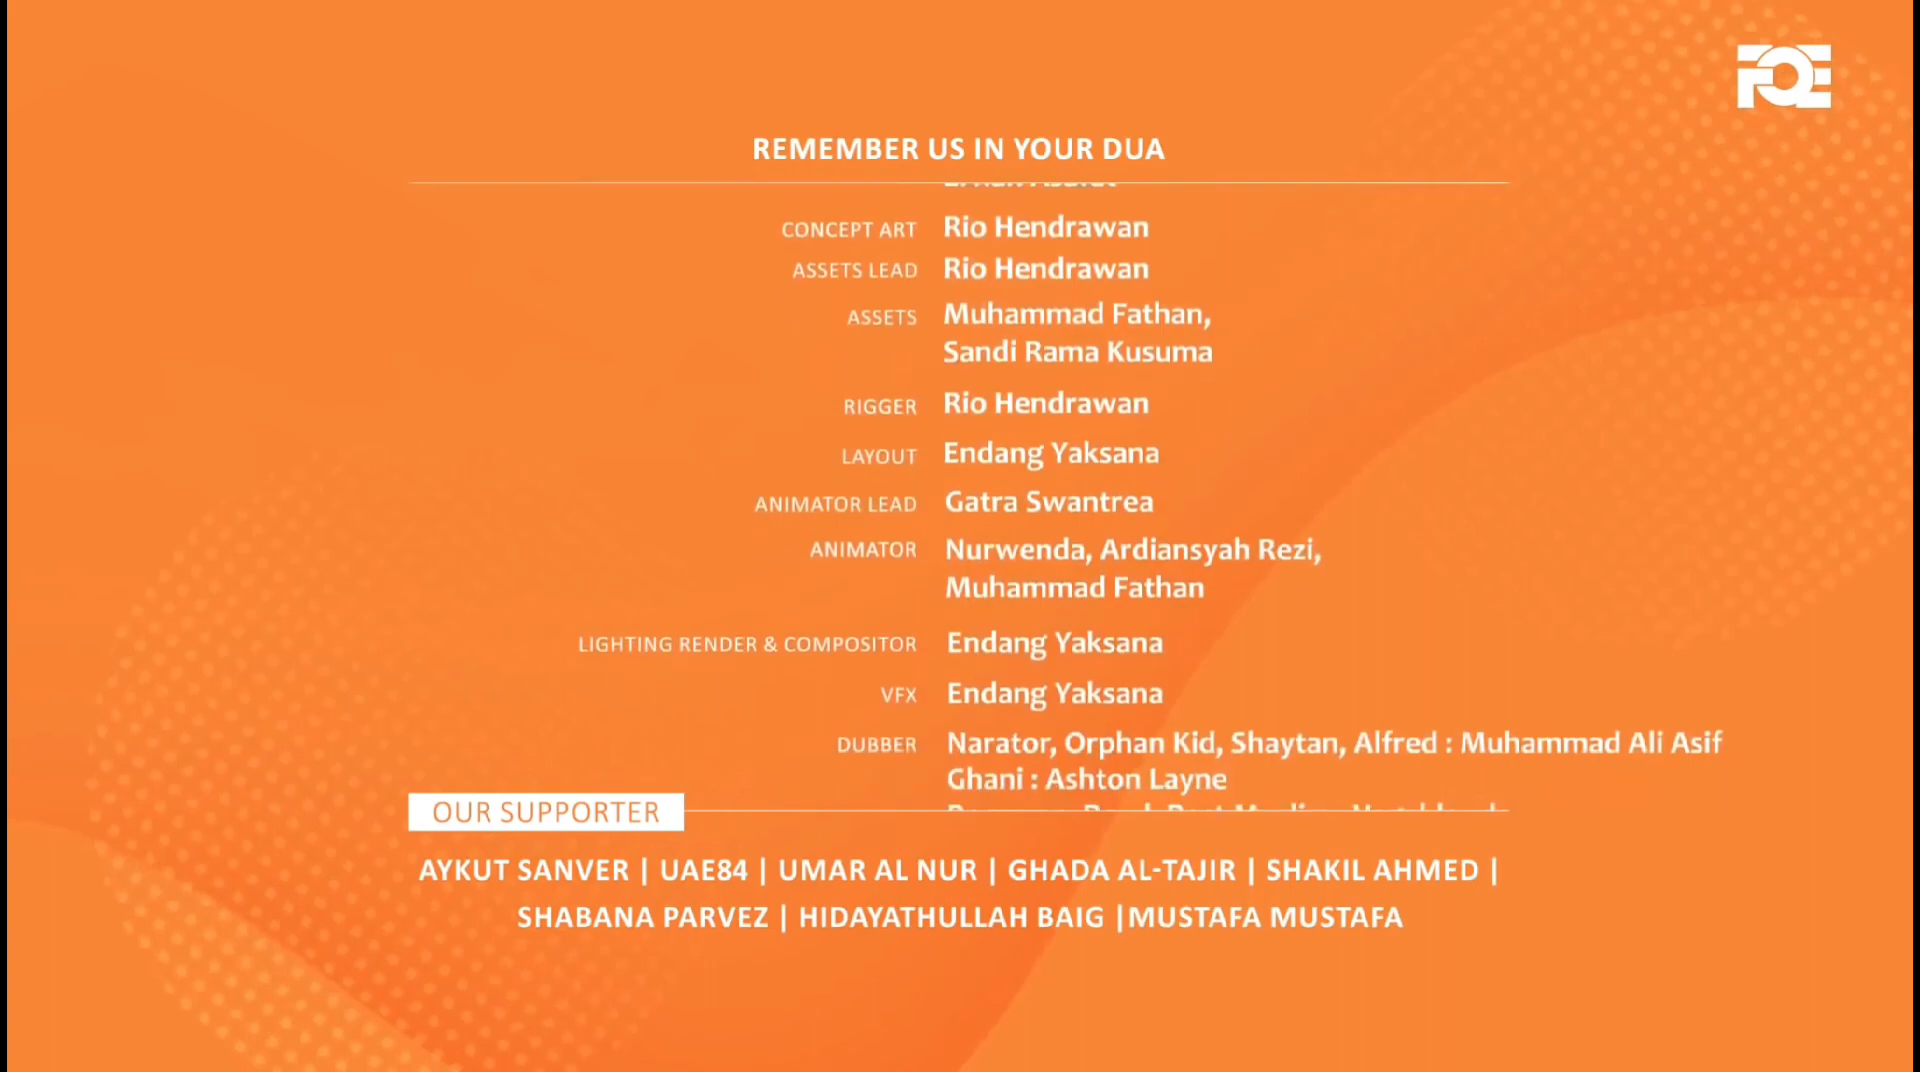 FQE
REMEMBER US IN YOUR DUA
CONCEPT ART Rio Hendrawan
ASSETS LEAD Rio Hendrawan
ASSETS Muhammad Fathan,
Sandi Rama Kusuma
RIGGER Rio Hendrawan
LAYOUT Endang Yaksana
ANIMATOR LEAD Gatra Swantrea
ANIMATOR Nurwenda, Ardiansyah Rezi,
Muhammad Fathan
LIGHTING RENDER & COMPOSITOR Endang Yaksana
VFX Endang Yaksana
DUBBER Narator, Orphan Kid, Shaytan, Alfred : Muhammad Ali Asif
Ghani : Ashton Layne
OUR SUPPORTER
AYKUT SANVER | UAE84 | UMAR AL NUR | GHADA AL-TAJIR | SHAKIL AHMED |
SHABANA PARVEZ | HIDAYATHULLAH BAIG |MUSTAFA MUSTAFA